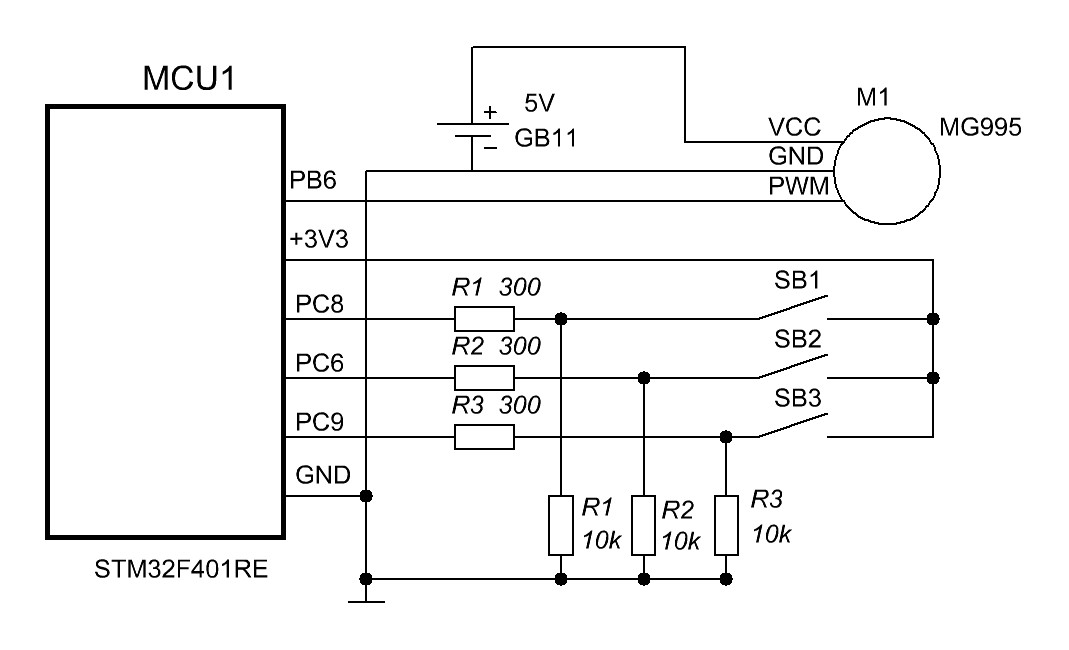 MCU1
+ 5V
GB11
−
M1
MG995
VCC
GND
PWM
PB6
+3V3
PC8
R1 300
SB1
PC6
R2 300
SB2
PC9
R3 300
SB3
GND
R1
10k
R2
10k
R3
10k
STM32F401RE